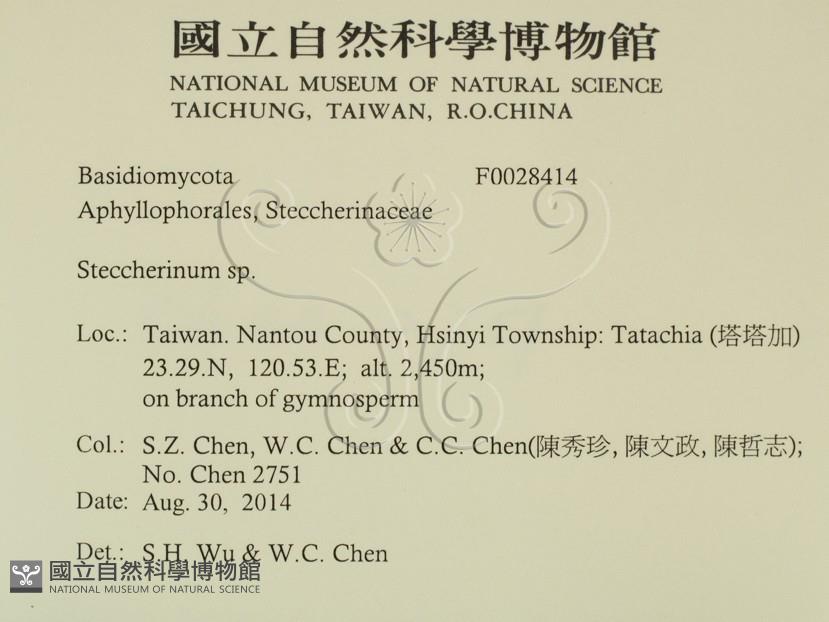 國立自然科學博物館
NATIONAL MUSEUM OF NATURAL SCIENCE
TAICHUNG, TAIWAN, R.O.CHINA
Basidiomycota F0028414
Aphyllophorales, Steccherinaceae
Steccherinum sp.
Loc.: Taiwan. Nantou County, Hsinyi Township: Tatachia (塔塔加)
23.29.N, 120.53.E; alt. 2,450m;
on branch of gymnosperm
Col.: S.Z. Chen, W.C. Chen & C.C. Chen(陳秀珍, 陳文政, 陳哲志);
No. Chen 2751
Date: Aug. 30, 2014
Det.: S.H. Wu & W.C. Chen
國立自然科學博物館
NATIONAL MUSEUM OF NATURAL SCIENCE